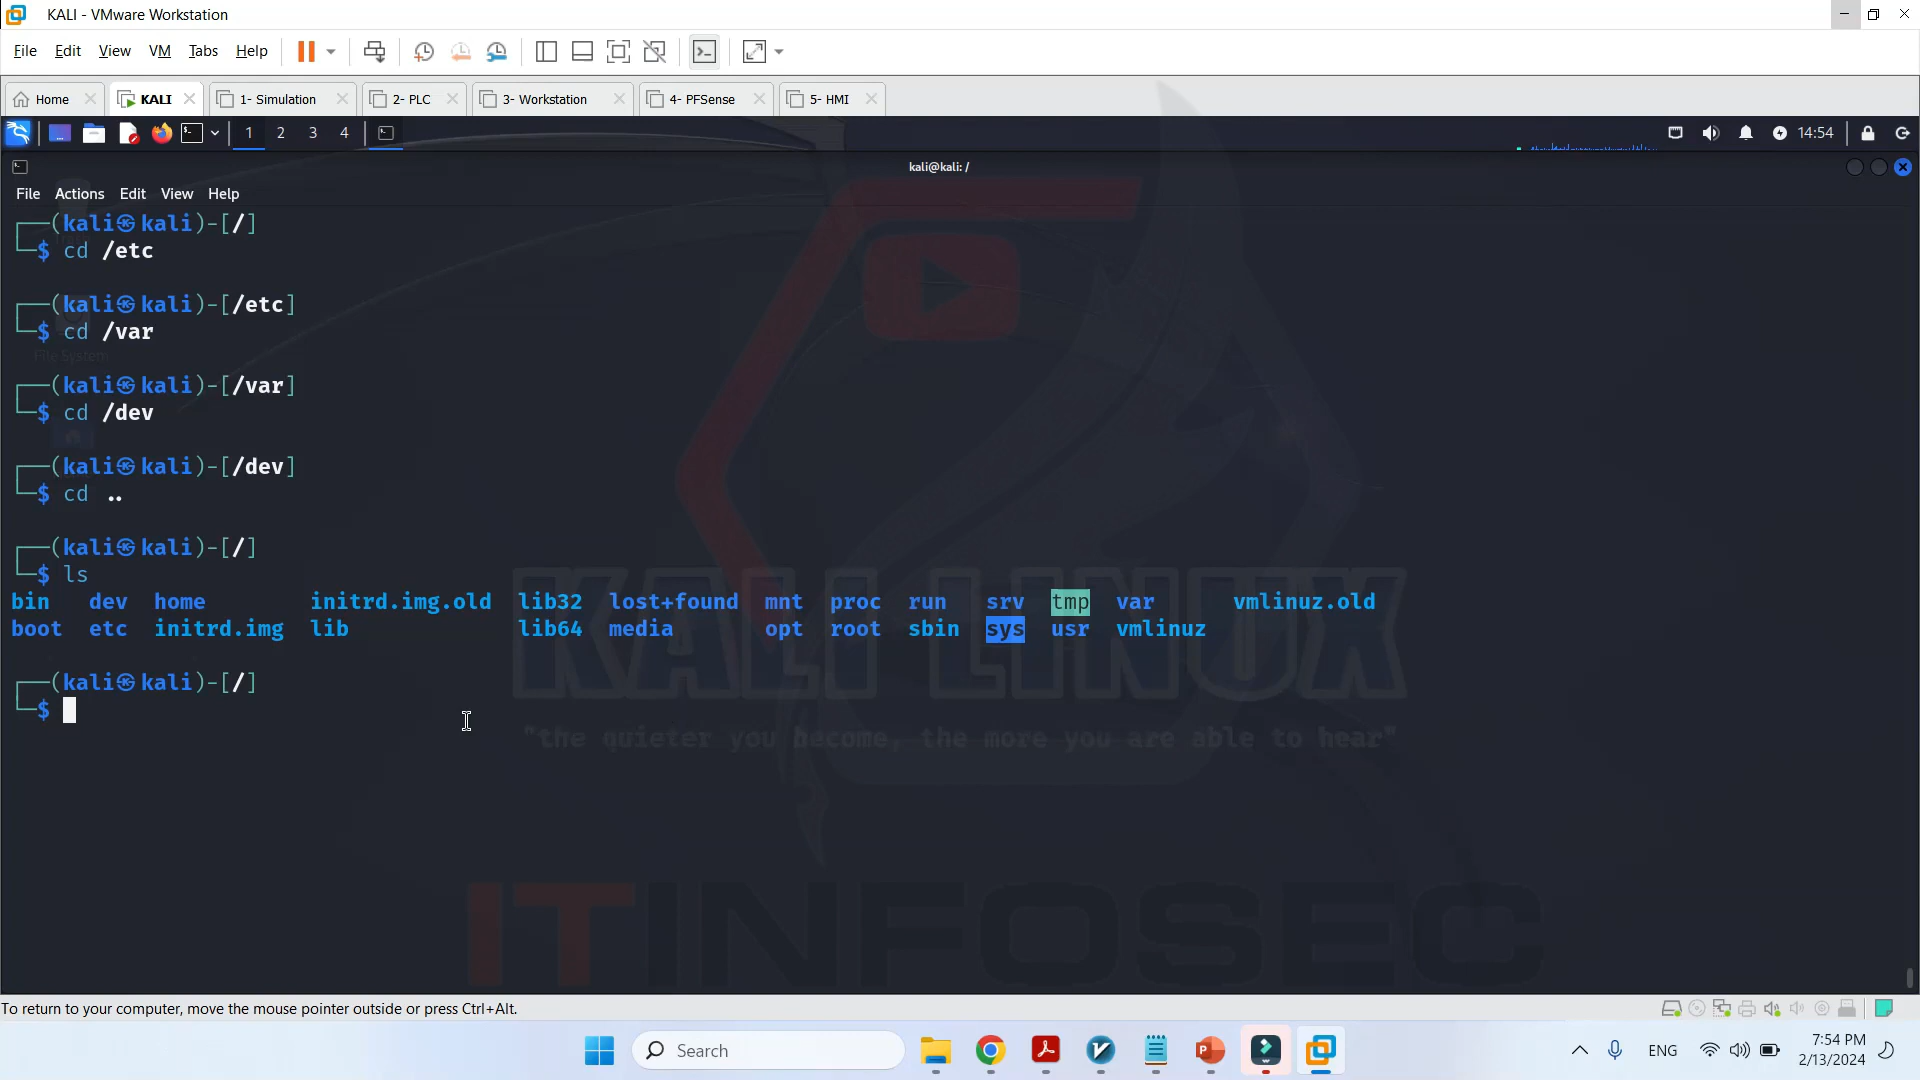 KALI - VMware Workstation
File Edit View VM Tabs Help
Home KALI 1- Simulation 2- PLC 3- Workstation 4- PFSense 5- HMI
1 2 3 4 14:54
kali@kali: /
File Actions Edit View Help
(kali㉿kali)-[/]
$ cd /etc
(kali㉿kali)-[/etc]
$ cd /var
File System
(kali㉿kali)-[/var]
$ cd /dev
(kali㉿kali)-[/dev]
$ cd ..
(kali㉿kali)-[/]
$ ls
bin dev home initrd.img.old lib32 lost+found mnt proc run srv tmp var vmlinuz.old
boot etc initrd.img lib lib64 media opt root sbin sys usr vmlinuz
(kali㉿kali)-[/]
$
KALI LINUX
"the quieter you become, the more you are able to hear"
ITINFOSEC
To return to your computer, move the mouse pointer outside or press Ctrl+Alt.
Search
ENG
7:54 PM
2/13/2024